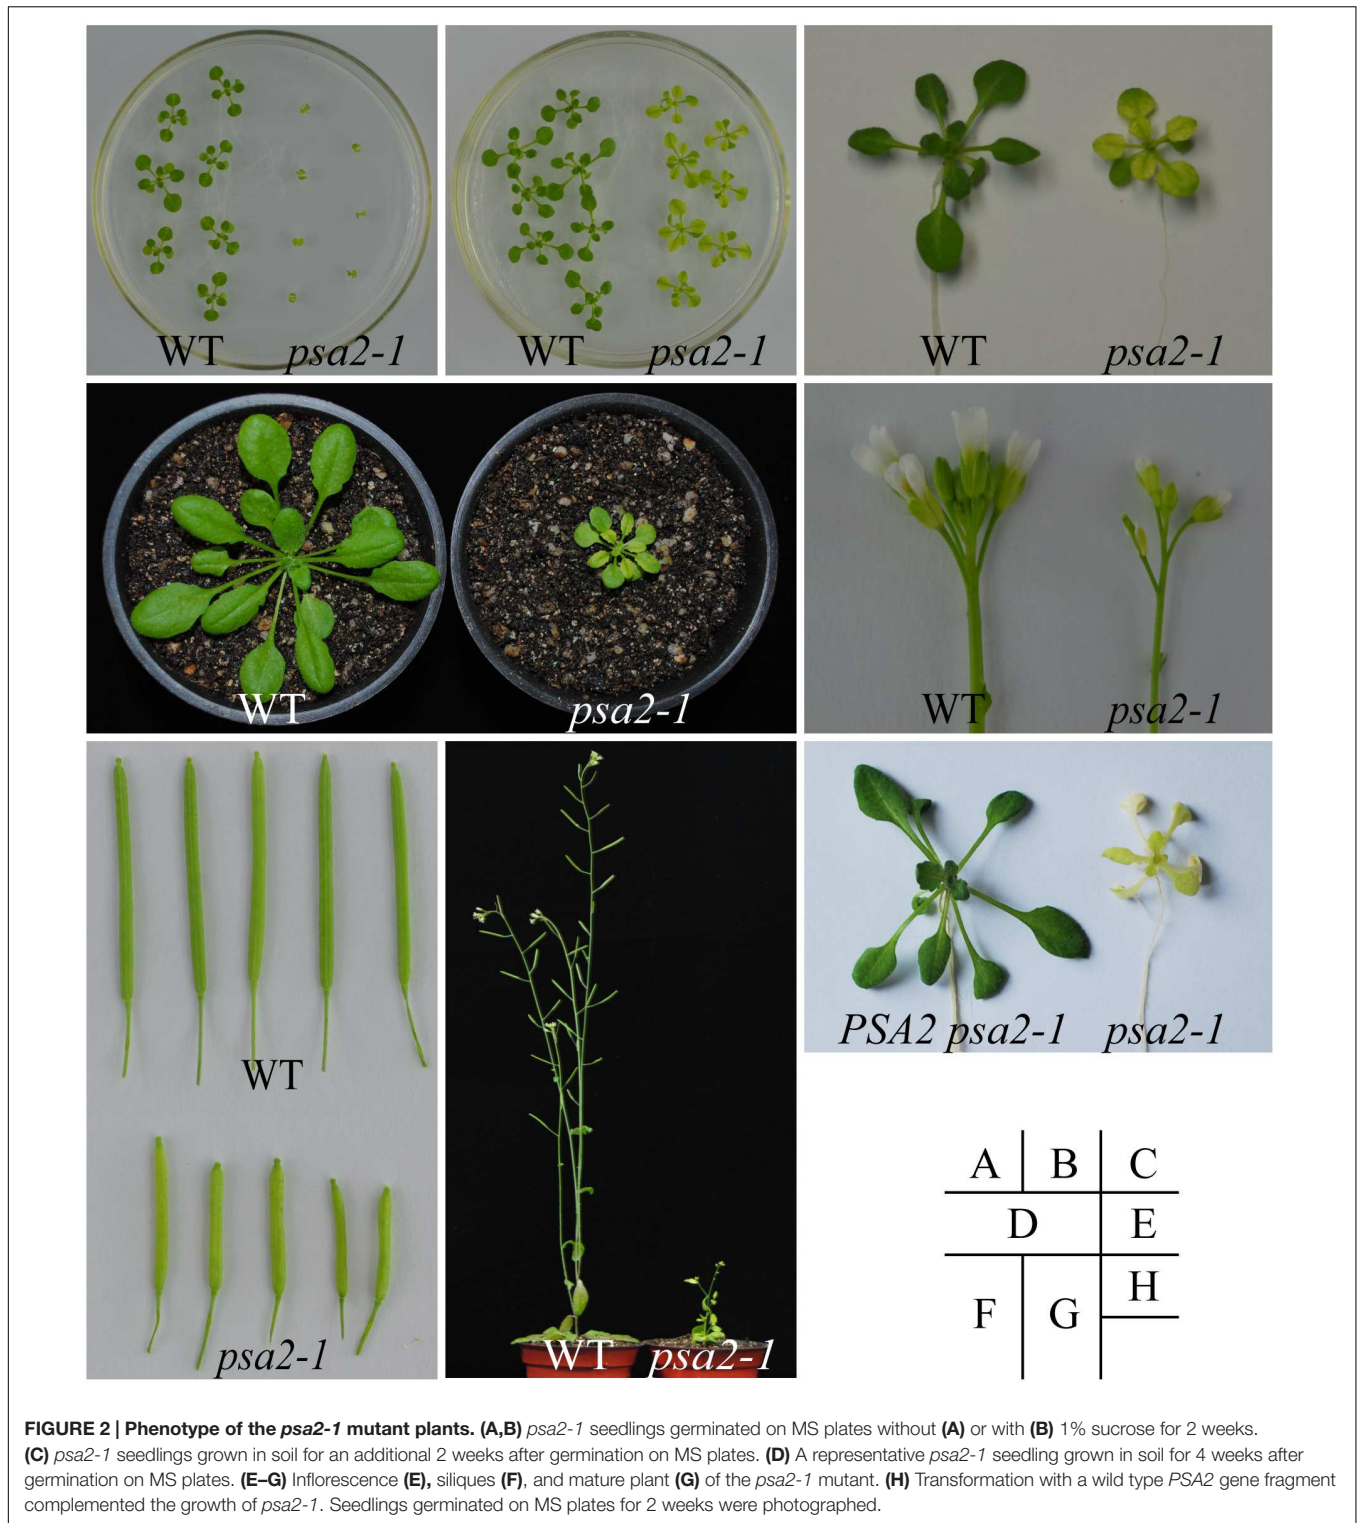 WT psa2-1
WT psa2-1
WT psa2-1
WT psa2-1
WT psa2-1
WT
psa2-1
WT psa2-1
PSA2 psa2-1 psa2-1
A B C
D E
F G H
FIGURE 2 | Phenotype of the psa2-1 mutant plants. (A,B) psa2-1 seedlings germinated on MS plates without (A) or with (B) 1% sucrose for 2 weeks.
(C) psa2-1 seedlings grown in soil for an additional 2 weeks after germination on MS plates. (D) A representative psa2-1 seedling grown in soil for 4 weeks after
germination on MS plates. (E–G) Inflorescence (E), siliques (F), and mature plant (G) of the psa2-1 mutant. (H) Transformation with a wild type PSA2 gene fragment
complemented the growth of psa2-1. Seedlings germinated on MS plates for 2 weeks were photographed.